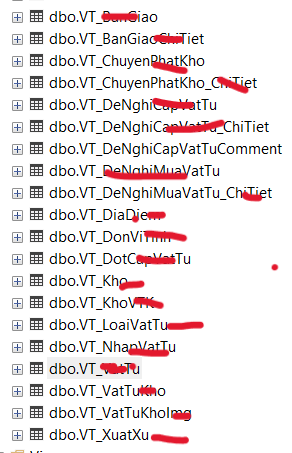 dbo.VT_BanGiao
dbo.VT_BanGiaoChiTiet
dbo.VT_ChuyenPhatKho
dbo.VT_ChuyenPhatKho_ChiTiet
dbo.VT_DeNghiCapVatTu
dbo.VT_DeNghiCapVatTu_ChiTiet
dbo.VT_DeNghiCapVatTuComment
dbo.VT_DeNghiMuaVatTu
dbo.VT_DeNghiMuaVatTu_ChiTiet
dbo.VT_DiaDiem
dbo.VT_DonViTinh
dbo.VT_DotCapVatTu
dbo.VT_Kho
dbo.VT_KhoVTK
dbo.VT_LoaiVatTu
dbo.VT_NhapVatTu
dbo.VT_VatTu
dbo.VT_VatTuKho
dbo.VT_VatTuKhoImg
dbo.VT_XuatXu